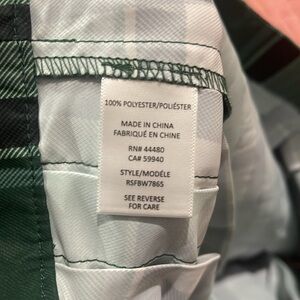 100% POLYESTER/POLIÉSTER
MADE IN CHINA
FABRIQUÉ EN CHINE
RN# 44480
CA# 59940
STYLE/MODÈLE
RSFBW7865
SEE REVERSE
FOR CARE